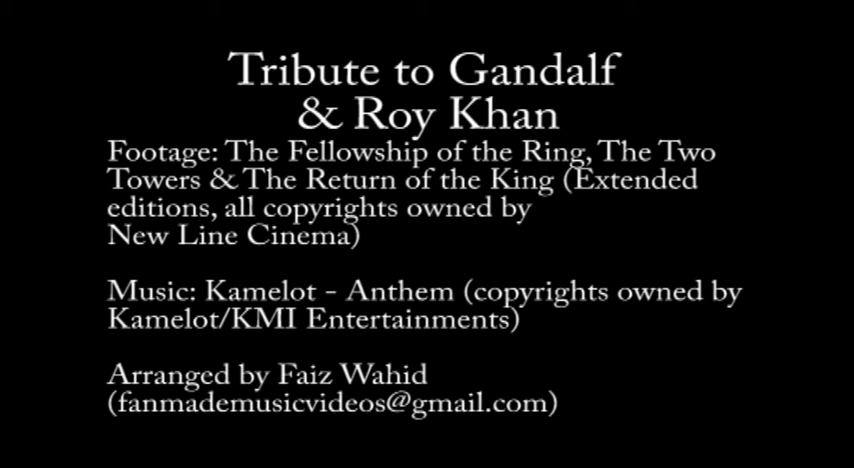 Tribute to Gandalf
& Roy Khan
Footage: The Fellowship of the Ring, The Two
Towers & The Return of the King (Extended
editions, all copyrights owned by
New Line Cinema)
Music: Kamelot - Anthem (copyrights owned by
Kamelot/KMI Entertainments)
Arranged by Faiz Wahid
(fanmademusicvideos@gmail.com)